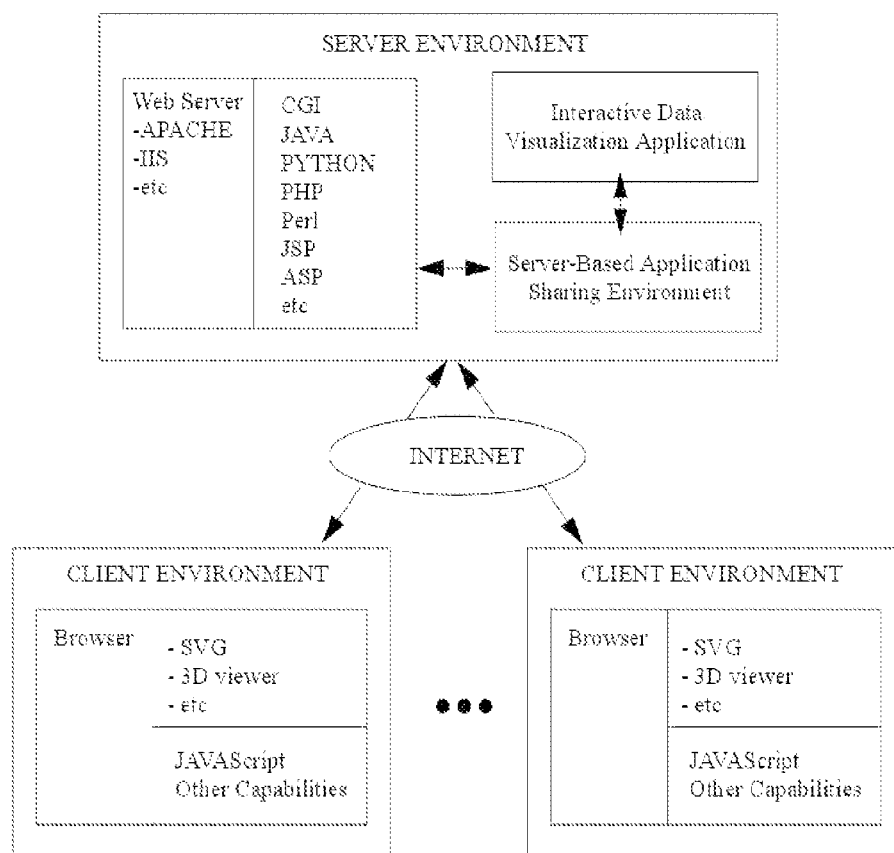 SERVER ENVIRONMENT
Web Server
-APACHE
-IIS
-etc
CGI
JAVA
PYTHON
PHP
Perl
JSP
ASP
etc
Interactive Data
Visualization Application
Server-Based Application
Sharing Environment
INTERNET
CLIENT ENVIRONMENT
Browser
- SVG
- 3D viewer
- etc
JAVAScript
Other Capabilities
CLIENT ENVIRONMENT
Browser
- SVG
- 3D viewer
- etc
JAVAScript
Other Capabilities